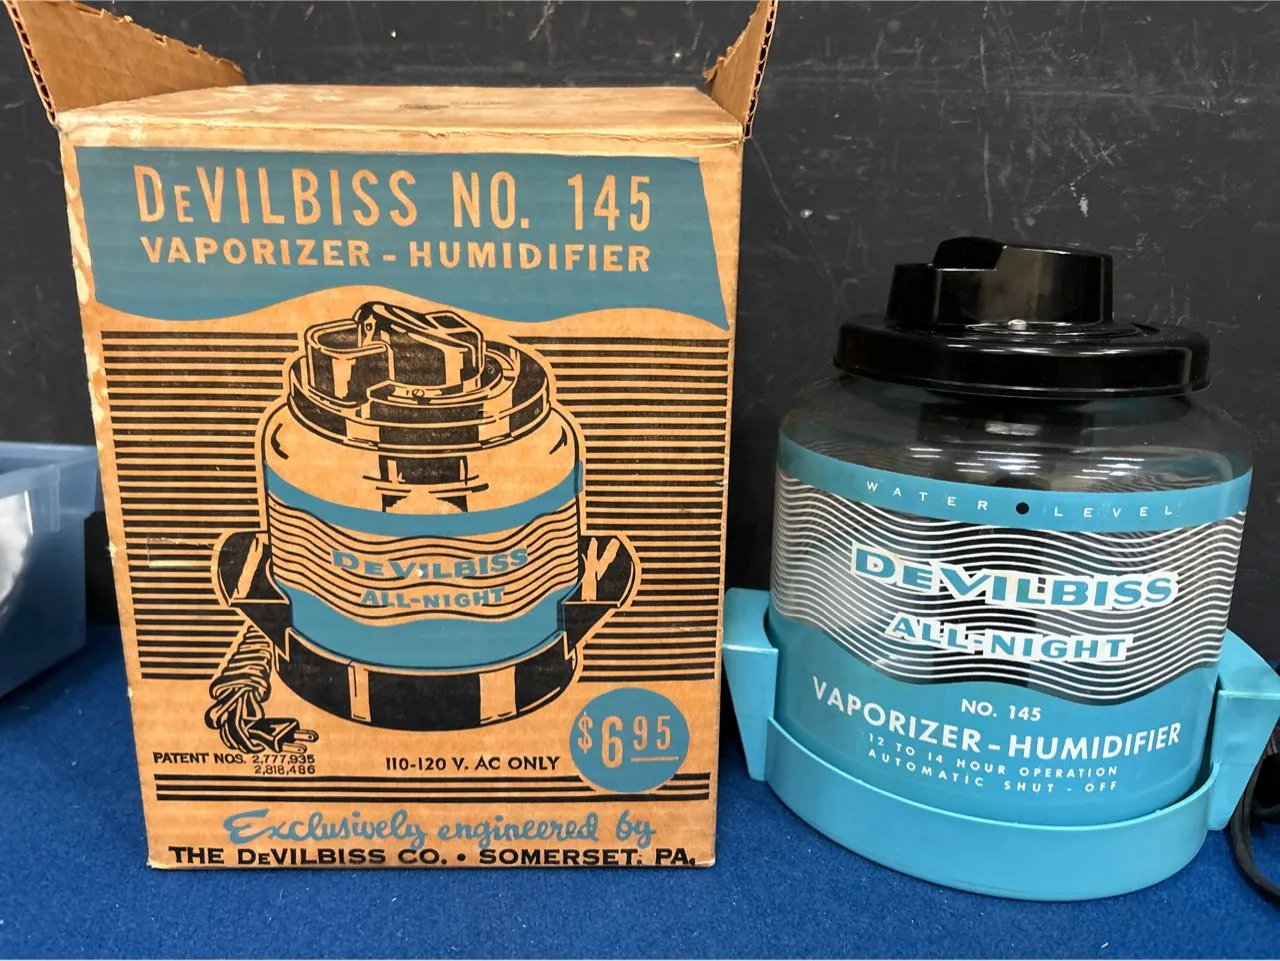 DeVILBISS NO. 145
VAPORIZER - HUMIDIFIER
DeVILBISS
ALL-NIGHT
PATENT NOS. 2,777,935
2,818,486
110-120 V. AC ONLY
$6.95
Exclusively engineered by
THE DeVILBISS CO. • SOMERSET, PA.
WATER • LEVEL
DeVILBISS
ALL-NIGHT
NO. 145
VAPORIZER - HUMIDIFIER
12 TO 14 HOUR OPERATION
AUTOMATIC SHUT - OFF